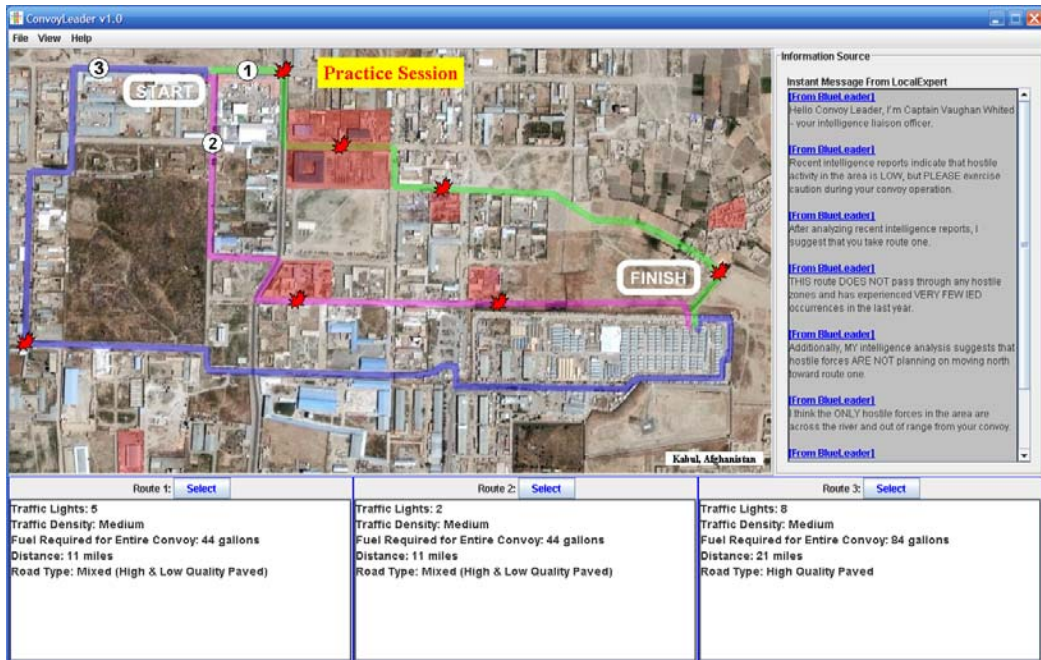 ConvoyLeader v1.0
File View Help
3
1
Practice Session
START
2
FINISH
Kabul, Afghanistan
Information Source
Instant Message From LocalExpert
[From BlueLeader]
Hello Convoy Leader, I'm Captain Vaughan Whited
- your intelligence liaison officer.
[From BlueLeader]
Recent intelligence reports indicate that hostile
activity in the area is LOW, but PLEASE exercise
caution during your convoy operation.
[From BlueLeader]
After analyzing recent intelligence reports, I
suggest that you take route one.
[From BlueLeader]
THIS route DOES NOT pass through any hostile
zones and has experienced VERY FEW IED
occurrences in the last year.
[From BlueLeader]
Additionally, MY intelligence analysis suggests that
hostile forces ARE NOT planning on moving north
toward route one.
[From BlueLeader]
I think the ONLY hostile forces in the area are
across the river and out of range from your convoy.
[From BlueLeader]
Route 1: Select
Traffic Lights: 5
Traffic Density: Medium
Fuel Required for Entire Convoy: 44 gallons
Distance: 11 miles
Road Type: Mixed (High & Low Quality Paved)
Route 2: Select
Traffic Lights: 2
Traffic Density: Medium
Fuel Required for Entire Convoy: 44 gallons
Distance: 11 miles
Road Type: Mixed (High & Low Quality Paved)
Route 3: Select
Traffic Lights: 8
Traffic Density: Medium
Fuel Required for Entire Convoy: 84 gallons
Distance: 21 miles
Road Type: High Quality Paved